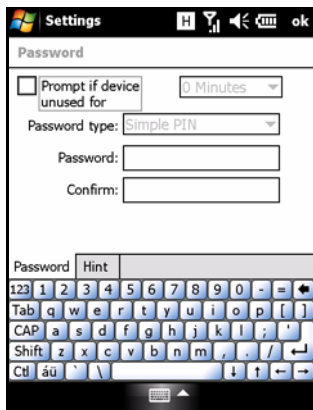 Settings H ok
Password
Prompt if device unused for 0 Minutes
Password type: Simple PIN
Password:
Confirm:
Password Hint
123 1 2 3 4 5 6 7 8 9 0 - =
Tab q w e r t y u i o p [ ]
CAP a s d f g h j k l ; '
Shift z x c v b n m , . /
Ctl áü ` \